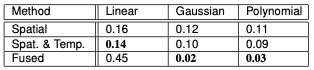 Method Linear Gaussian Polynomial
Spatial 0.16 0.12 0.11
Spat. & Temp. 0.14 0.10 0.09
Fused 0.45 0.02 0.03